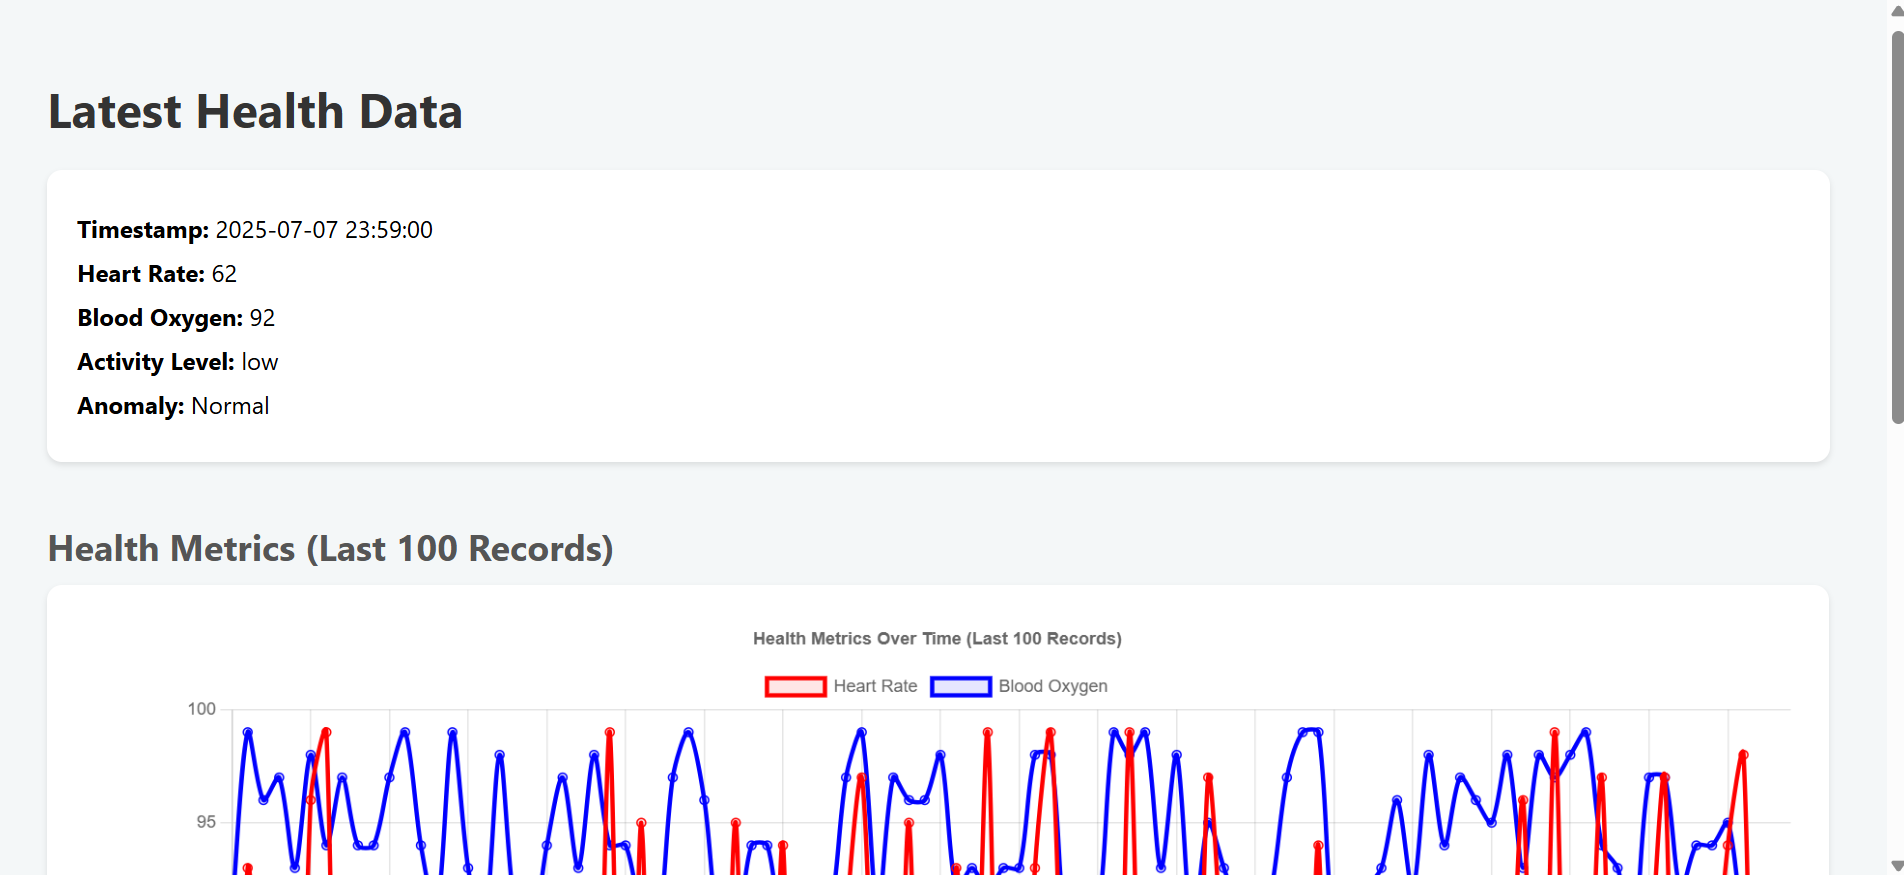 Latest Health Data
Timestamp: 2025-07-07 23:59:00
Heart Rate: 62
Blood Oxygen: 92
Activity Level: low
Anomaly: Normal
Health Metrics (Last 100 Records)
Health Metrics Over Time (Last 100 Records)
Heart Rate Blood Oxygen
100
95